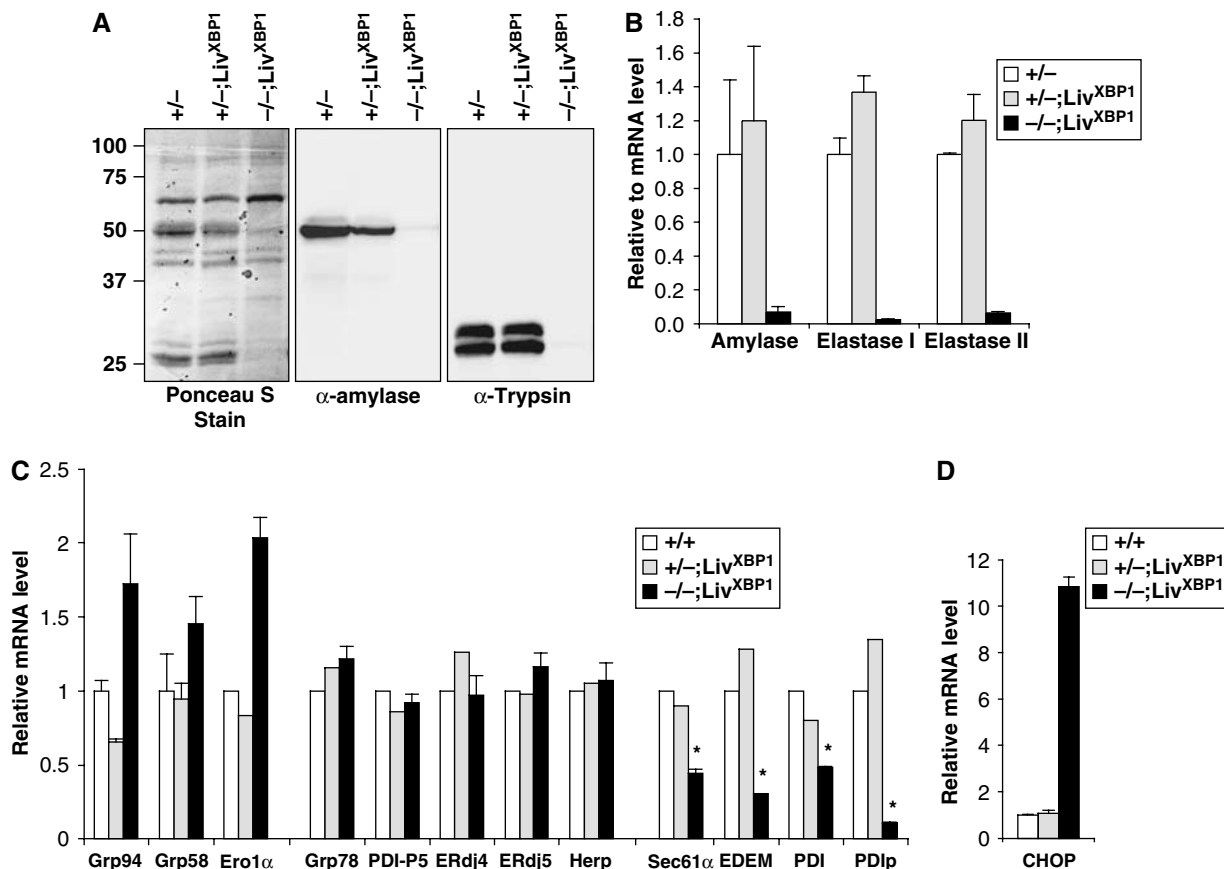 A
+/–
+/–;Liv^XBP1
–/–;Liv^XBP1
+/–
+/–;Liv^XBP1
–/–;Liv^XBP1
+/–
+/–;Liv^XBP1
–/–;Liv^XBP1
100
75
50
37
25
Ponceau S
Stain
α-amylase
α-Trypsin
B
Relative to mRNA level
1.8
1.6
1.4
1.2
1.0
0.8
0.6
0.4
0.2
0.0
Amylase
Elastase I
Elastase II
+/–
+/–;Liv^XBP1
–/–;Liv^XBP1
C
Relative mRNA level
2.5
2
1.5
1
0.5
0
Grp94
Grp58
Ero1α
Grp78
PDI-P5
ERdj4
ERdj5
Herp
Sec61α
EDEM
PDI
PDIp
*
*
*
*
+/+
+/–;Liv^XBP1
–/–;Liv^XBP1
D
Relative mRNA level
12
10
8
6
4
2
0
CHOP
+/+
+/–;Liv^XBP1
–/–;Liv^XBP1